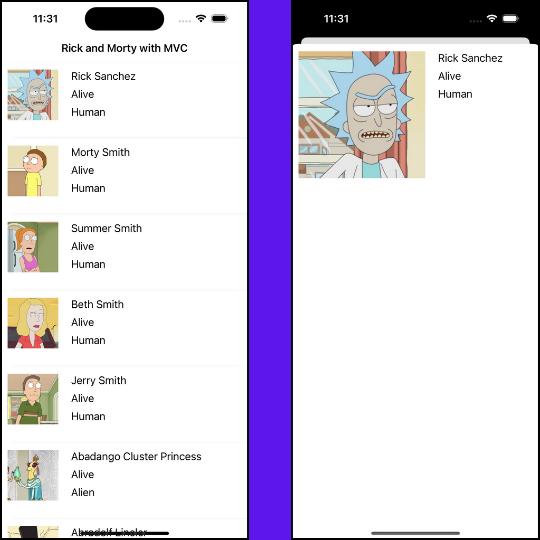 11:31
Rick and Morty with MVC
Rick Sanchez
Alive
Human
Morty Smith
Alive
Human
Summer Smith
Alive
Human
Beth Smith
Alive
Human
Jerry Smith
Alive
Human
Abadango Cluster Princess
Alive
Alien
Abradolf Lincler
11:31
Rick Sanchez
Alive
Human